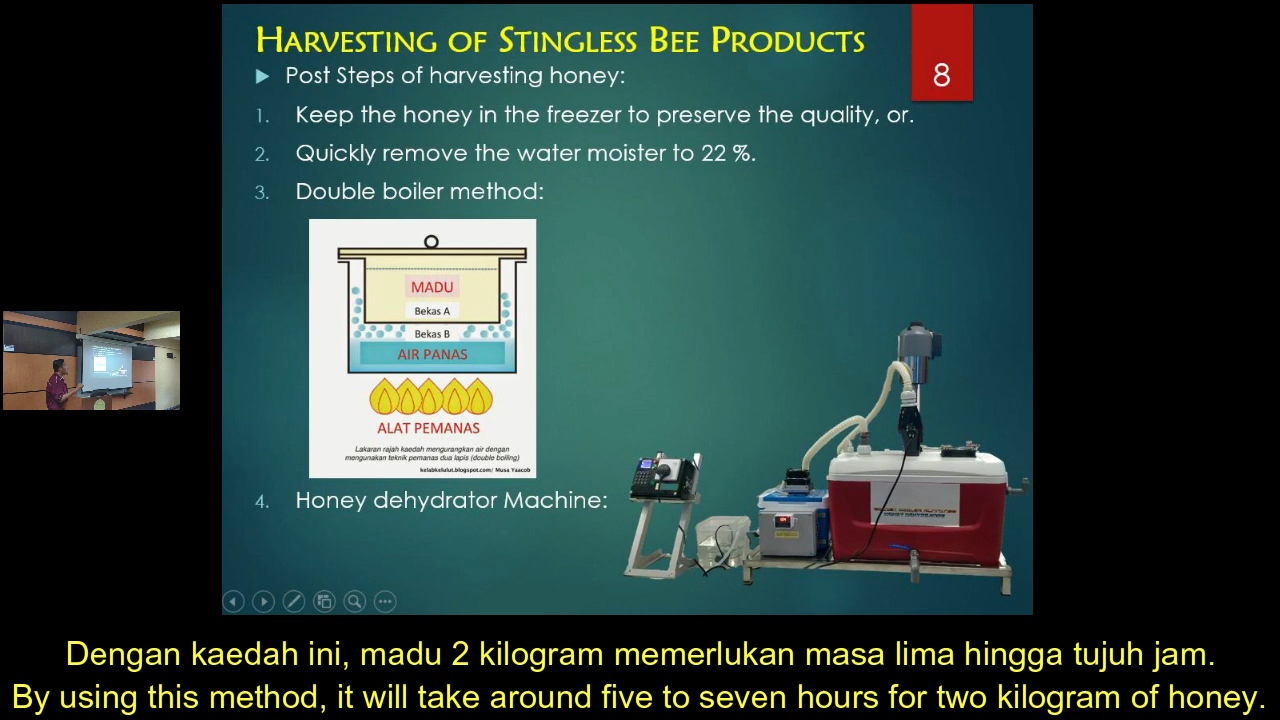 HARVESTING OF STINGLESS BEE PRODUCTS
8
Post Steps of harvesting honey:
1. Keep the honey in the freezer to preserve the quality, or.
2. Quickly remove the water moister to 22 %.
3. Double boiler method:
MADU
Bekas A
Bekas B
AIR PANAS
ALAT PEMANAS
Lakaran rajah kaedah mengurangkan air dengan
mengunakan teknik pemanas dua lapis (double boiling)
kelabkelulut.blogspot.com/ Musa Yaacob
4. Honey dehydrator Machine:
Dengan kaedah ini, madu 2 kilogram memerlukan masa lima hingga tujuh jam.
By using this method, it will take around five to seven hours for two kilogram of honey.